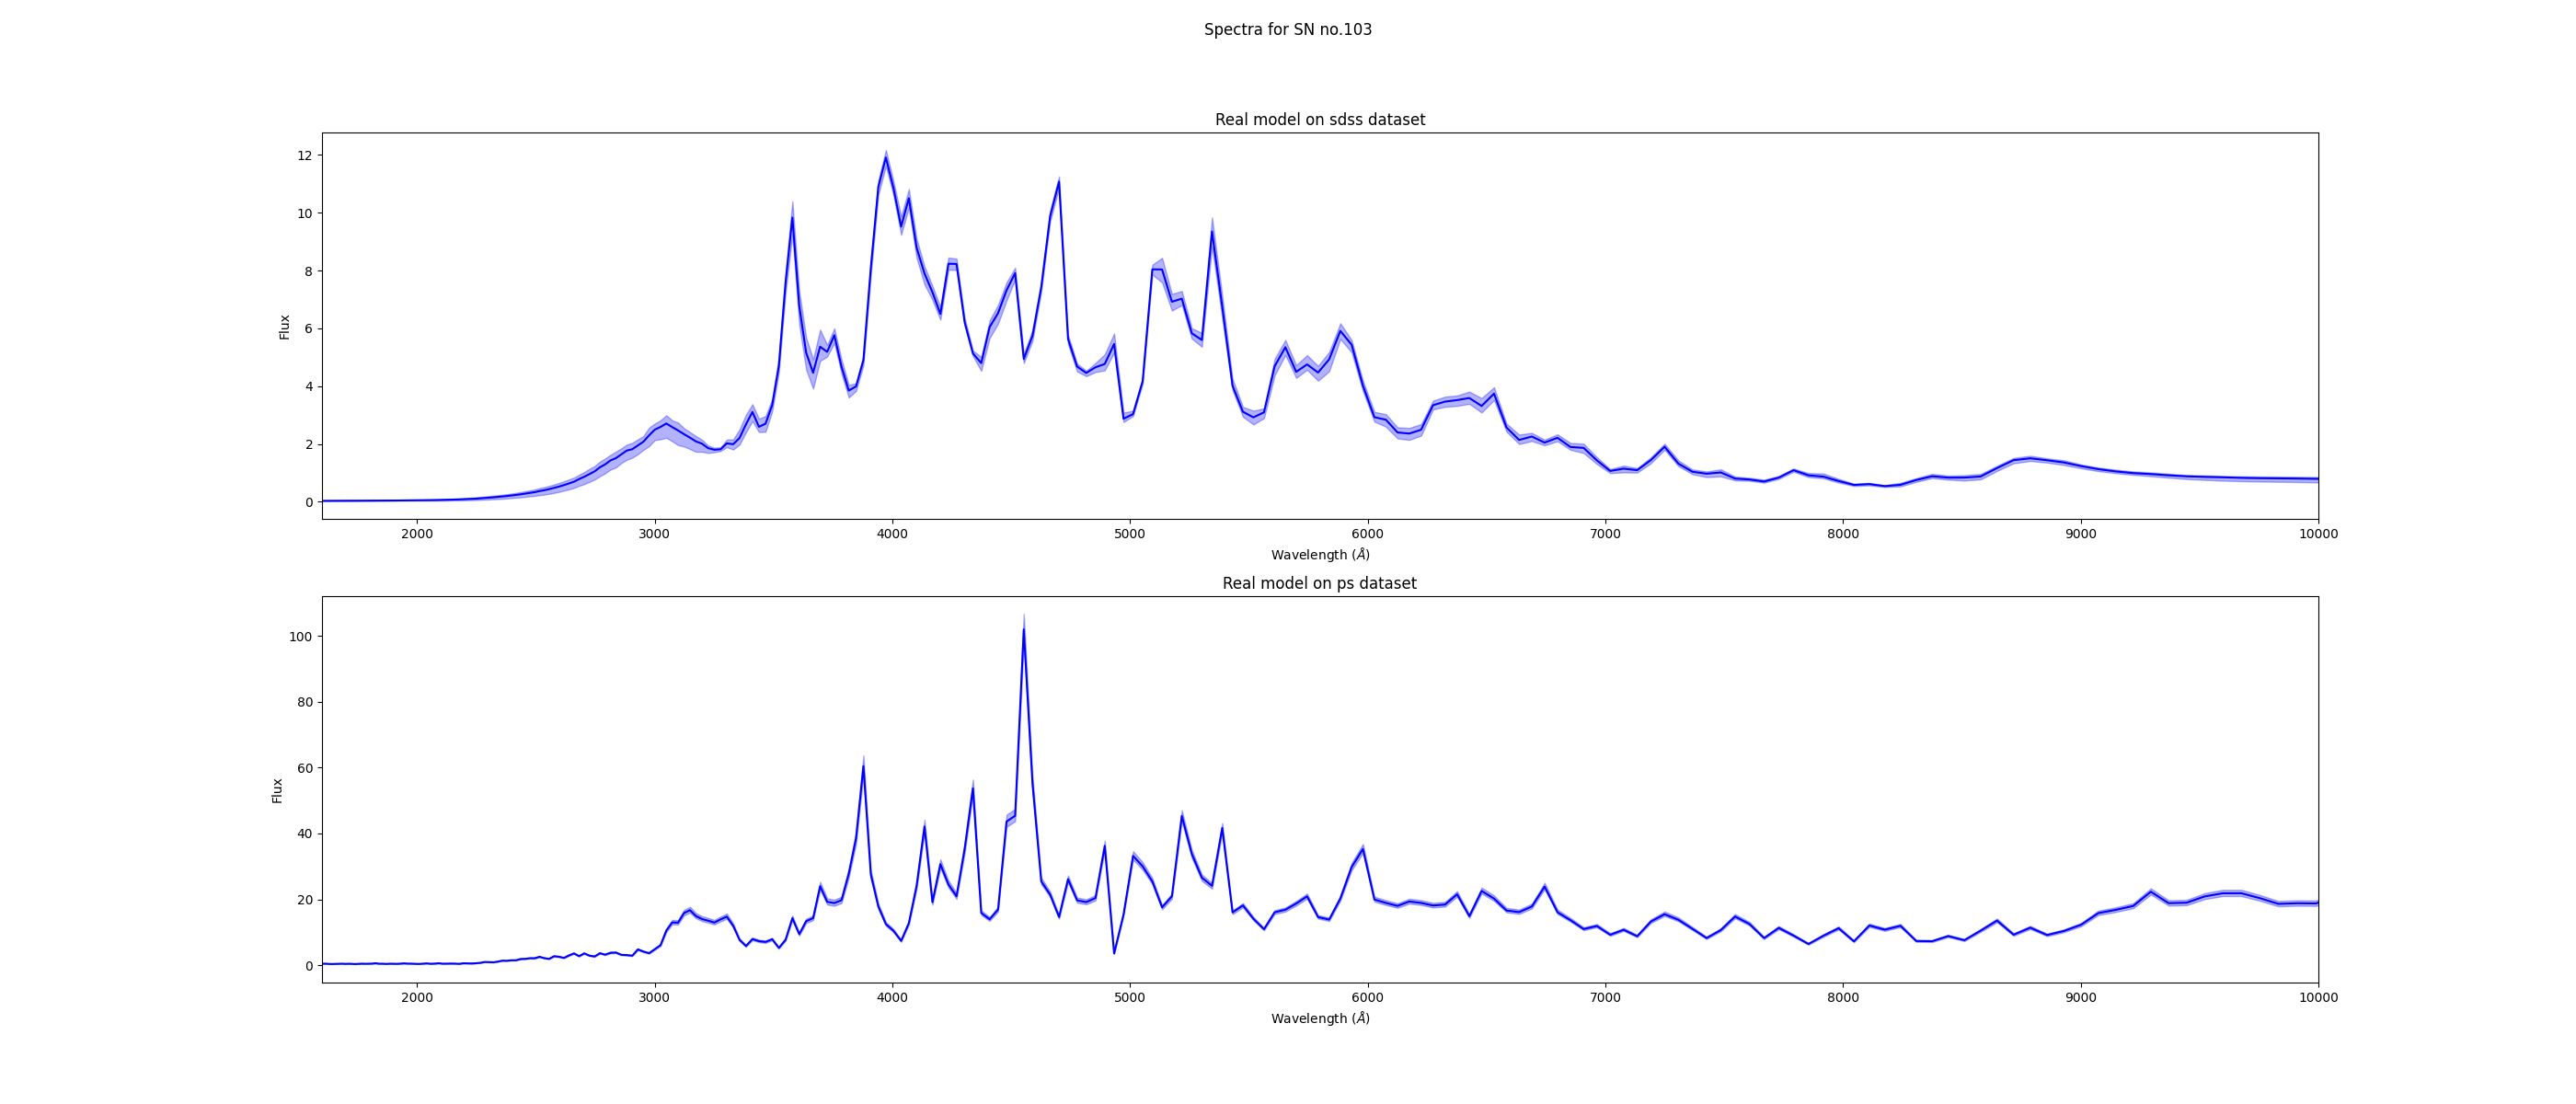 Spectra for SN no.103
Real model on sdss dataset
12
10
8
6
4
2
0
Flux
2000 3000 4000 5000 6000 7000 8000 9000 10000
Wavelength (Å)
Real model on ps dataset
100
80
60
40
20
0
Flux
2000 3000 4000 5000 6000 7000 8000 9000 10000
Wavelength (Å)